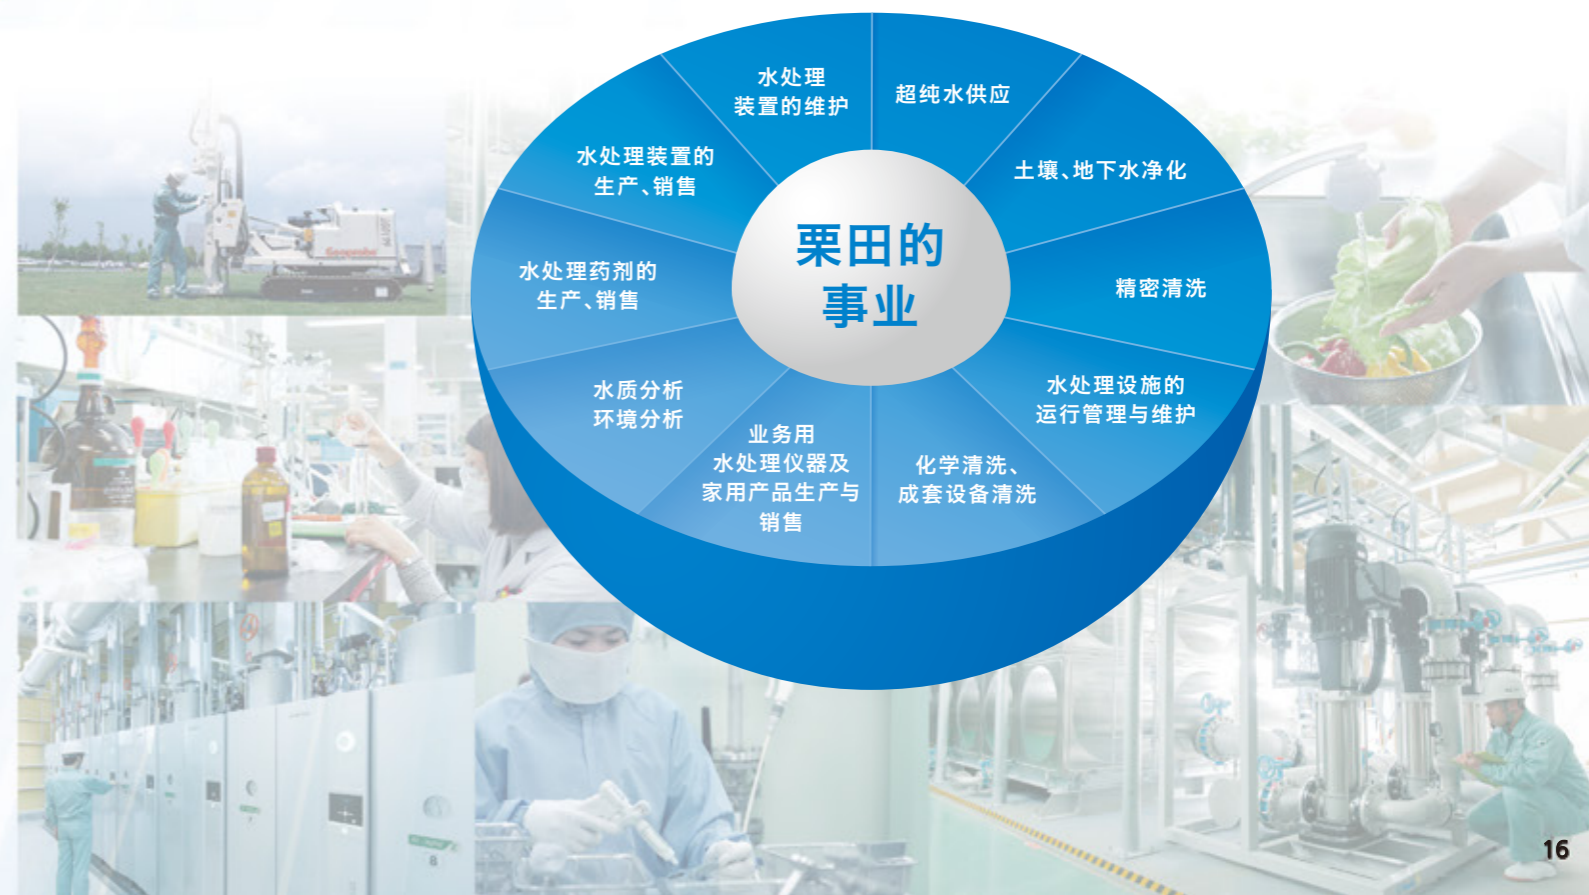 水处理
装置的维护
超纯水供应
土壤、地下水净化
精密清洗
水处理设施的
运行管理与维护
化学清洗、
成套设备清洗
业务用
水处理仪器及
家用产品生产与
销售
水质分析
环境分析
水处理药剂的
生产、销售
水处理装置的
生产、销售
栗田的
事业
Geoprobe
8
16